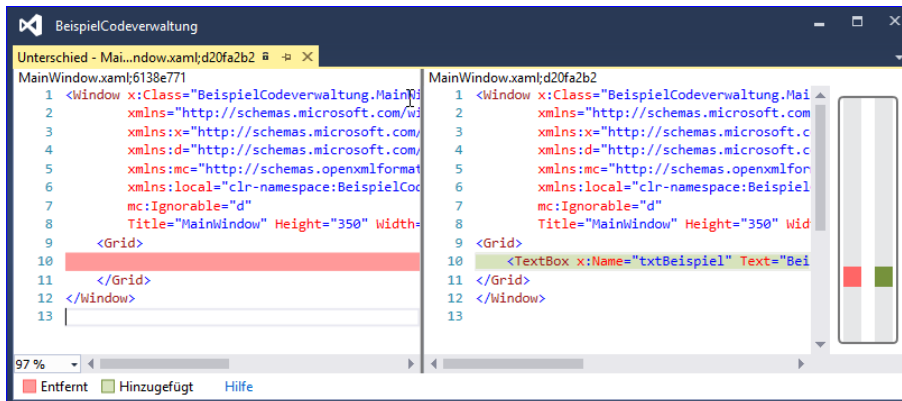 BeispielCodeverwaltung
Unterschied - Mai...ndow.xaml;d20fa2b2
MainWindow.xaml;6138e771
1 <Window x:Class="BeispielCodeverwaltung.MainWi
2 xmlns="http://schemas.microsoft.com/wi
3 xmlns:x="http://schemas.microsoft.com/
4 xmlns:d="http://schemas.microsoft.com/
5 xmlns:mc="http://schemas.openxmlformat
6 xmlns:local="clr-namespace:BeispielCod
7 mc:Ignorable="d"
8 Title="MainWindow" Height="350" Width=
9 <Grid>
10
11 </Grid>
12 </Window>
13
MainWindow.xaml;d20fa2b2
1 <Window x:Class="BeispielCodeverwaltung.Mai
2 xmlns="http://schemas.microsoft.com
3 xmlns:x="http://schemas.microsoft.c
4 xmlns:d="http://schemas.microsoft.c
5 xmlns:mc="http://schemas.openxmlfor
6 xmlns:local="clr-namespace:Beispiel
7 mc:Ignorable="d"
8 Title="MainWindow" Height="350" Wid
9 <Grid>
10 <TextBox x:Name="txtBeispiel" Text="Bei
11 </Grid>
12 </Window>
13
97 %
Entfernt Hinzugefügt Hilfe